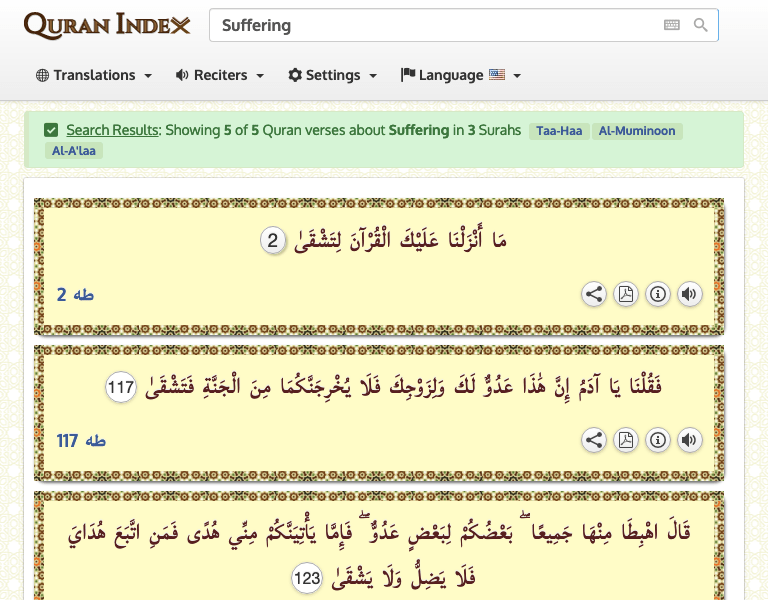 QURAN INDEX
Suffering
Translations Reciters Settings Language
Search Results: Showing 5 of 5 Quran verses about Suffering in 3 Surahs Taa-Haa Al-Muminoon
Al-A'laa
مَا أَنْزَلْنَا عَلَيْكَ الْقُرْآنَ لِتَشْقَىٰ 2
طه 2
فَقُلْنَا يَا آدَمُ إِنَّ هَٰذَا عَدُوٌّ لَكَ وَلِزَوْجِكَ فَلَا يُخْرِجَنَّكُمَا مِنَ الْجَنَّةِ فَتَشْقَىٰ 117
طه 117
قَالَ اهْبِطَا مِنْهَا جَمِيعًا ۖ بَعْضُكُمْ لِبَعْضٍ عَدُوٌّ ۖ فَإِمَّا يَأْتِيَنَّكُمْ مِنِّي هُدًى فَمَنِ اتَّبَعَ هُدَايَ
فَلَا يَضِلُّ وَلَا يَشْقَىٰ 123